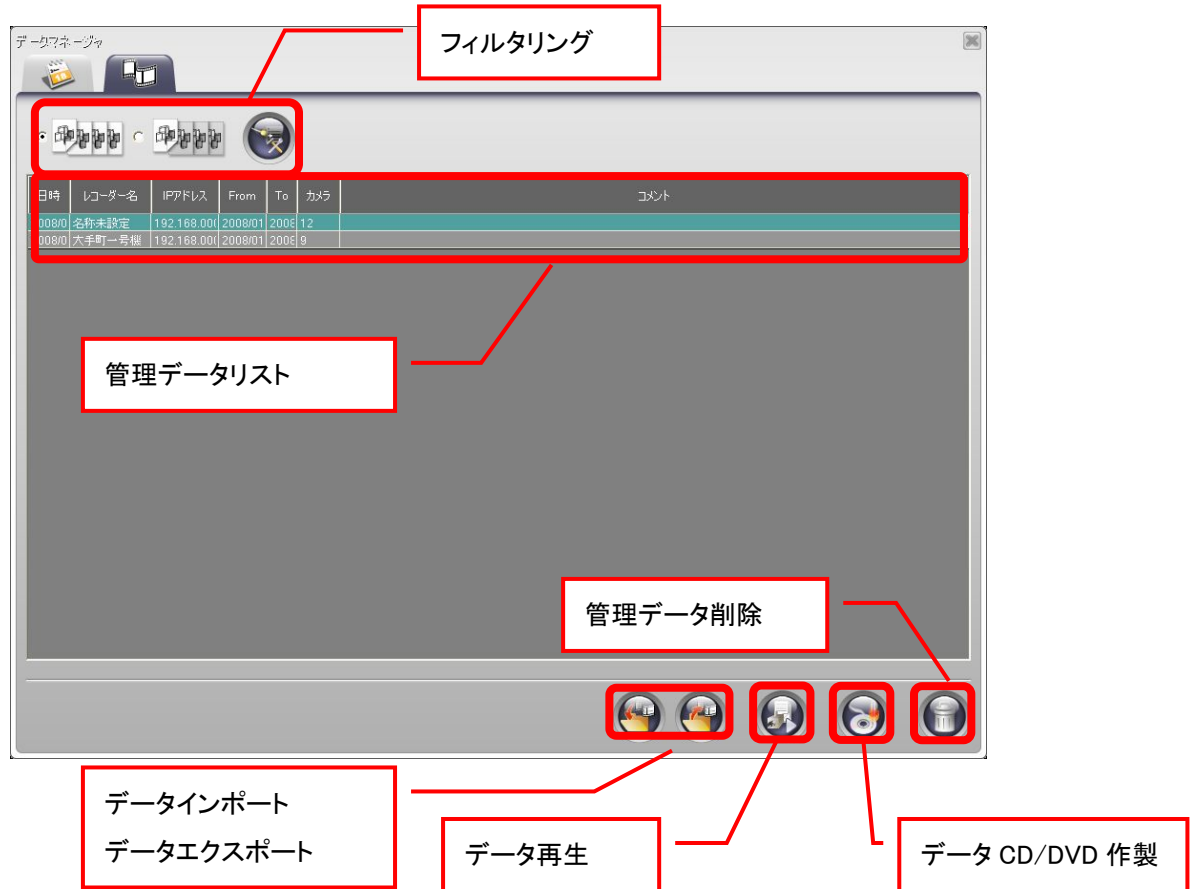 データマネージャ
フィルタリング
日時 レコーダー名 IPアドレス From To カメラ コメント
008/0 名称未設定 192.168.00( 2008/01 2008 12
008/0 大手町一号機 192.168.00( 2008/01 2008 9
管理データリスト
管理データ削除
データインポート
データエクスポート
データ再生
データ CD/DVD 作製